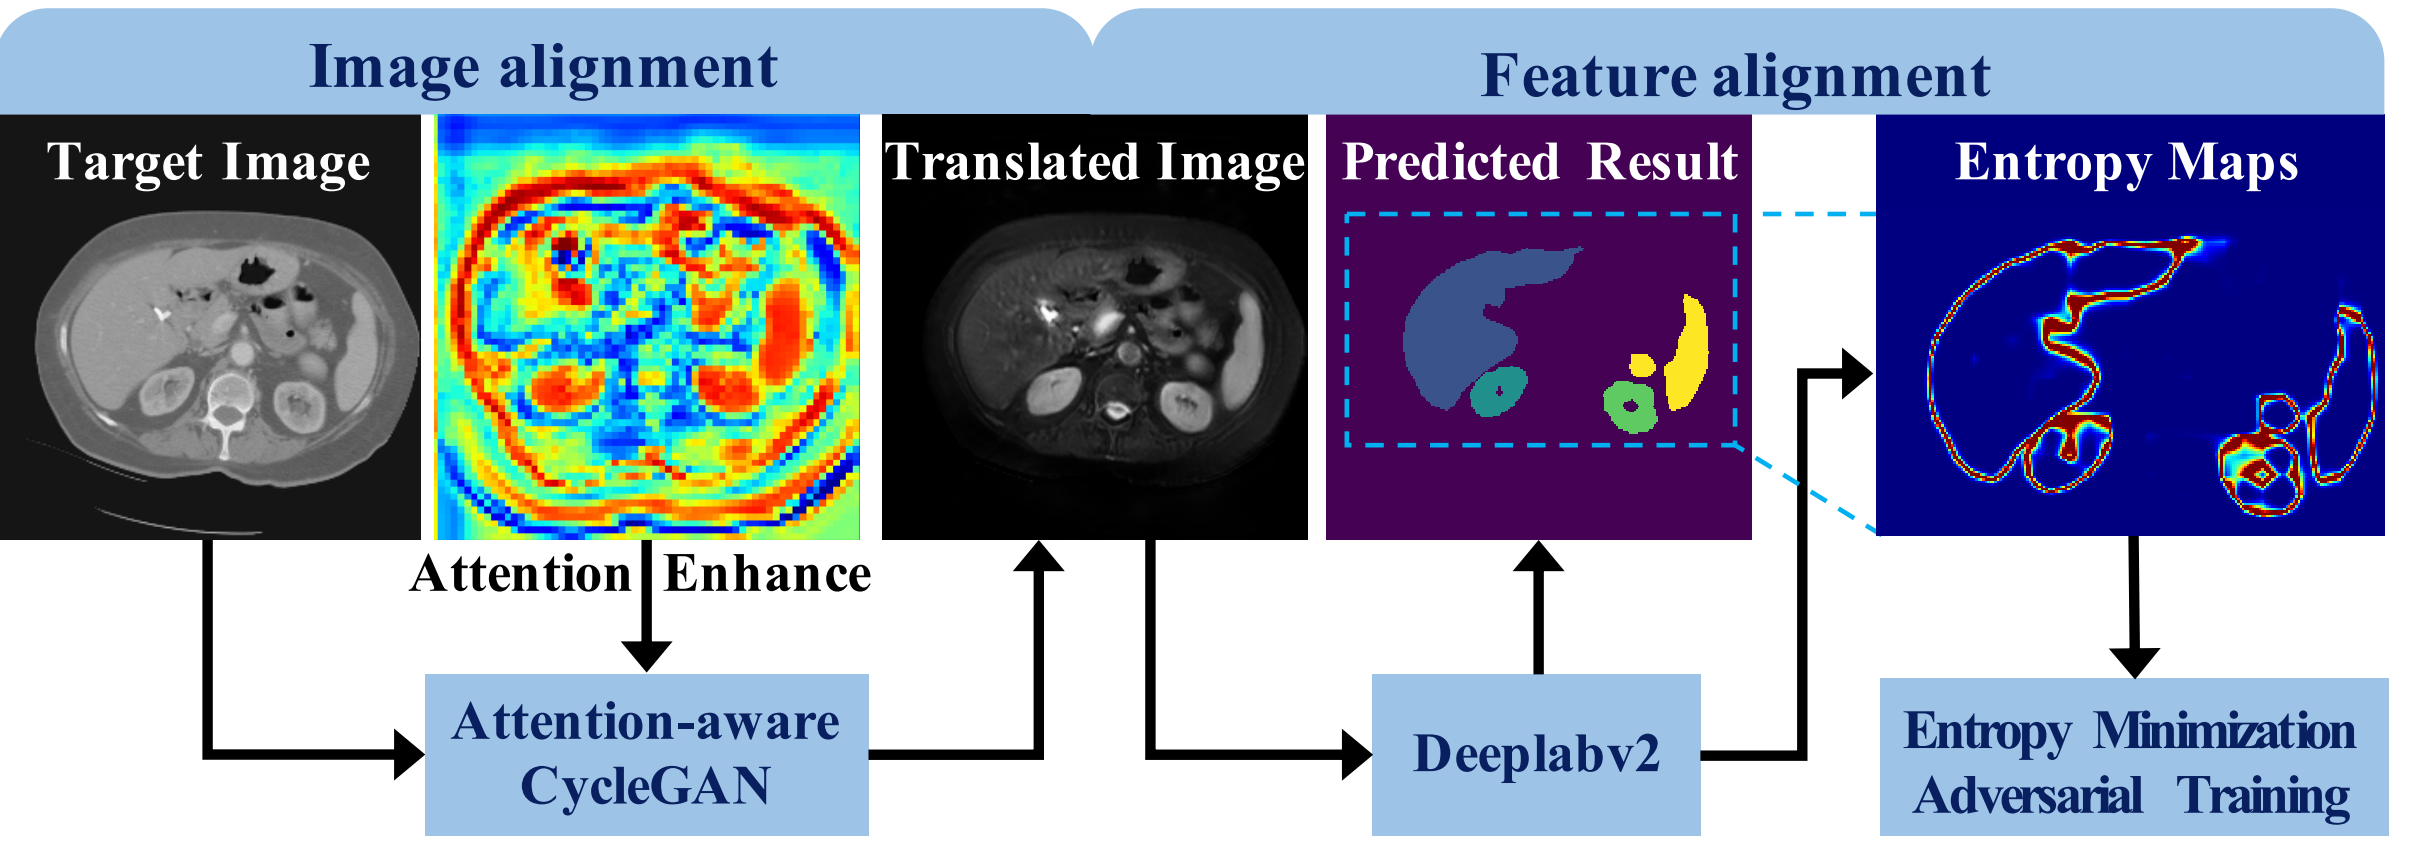 Image alignment
Feature alignment
Target Image
Translated Image
Predicted Result
Entropy Maps
Attention Enhance
Attention-aware
CycleGAN
Deeplabv2
Entropy Minimization
Adversarial Training